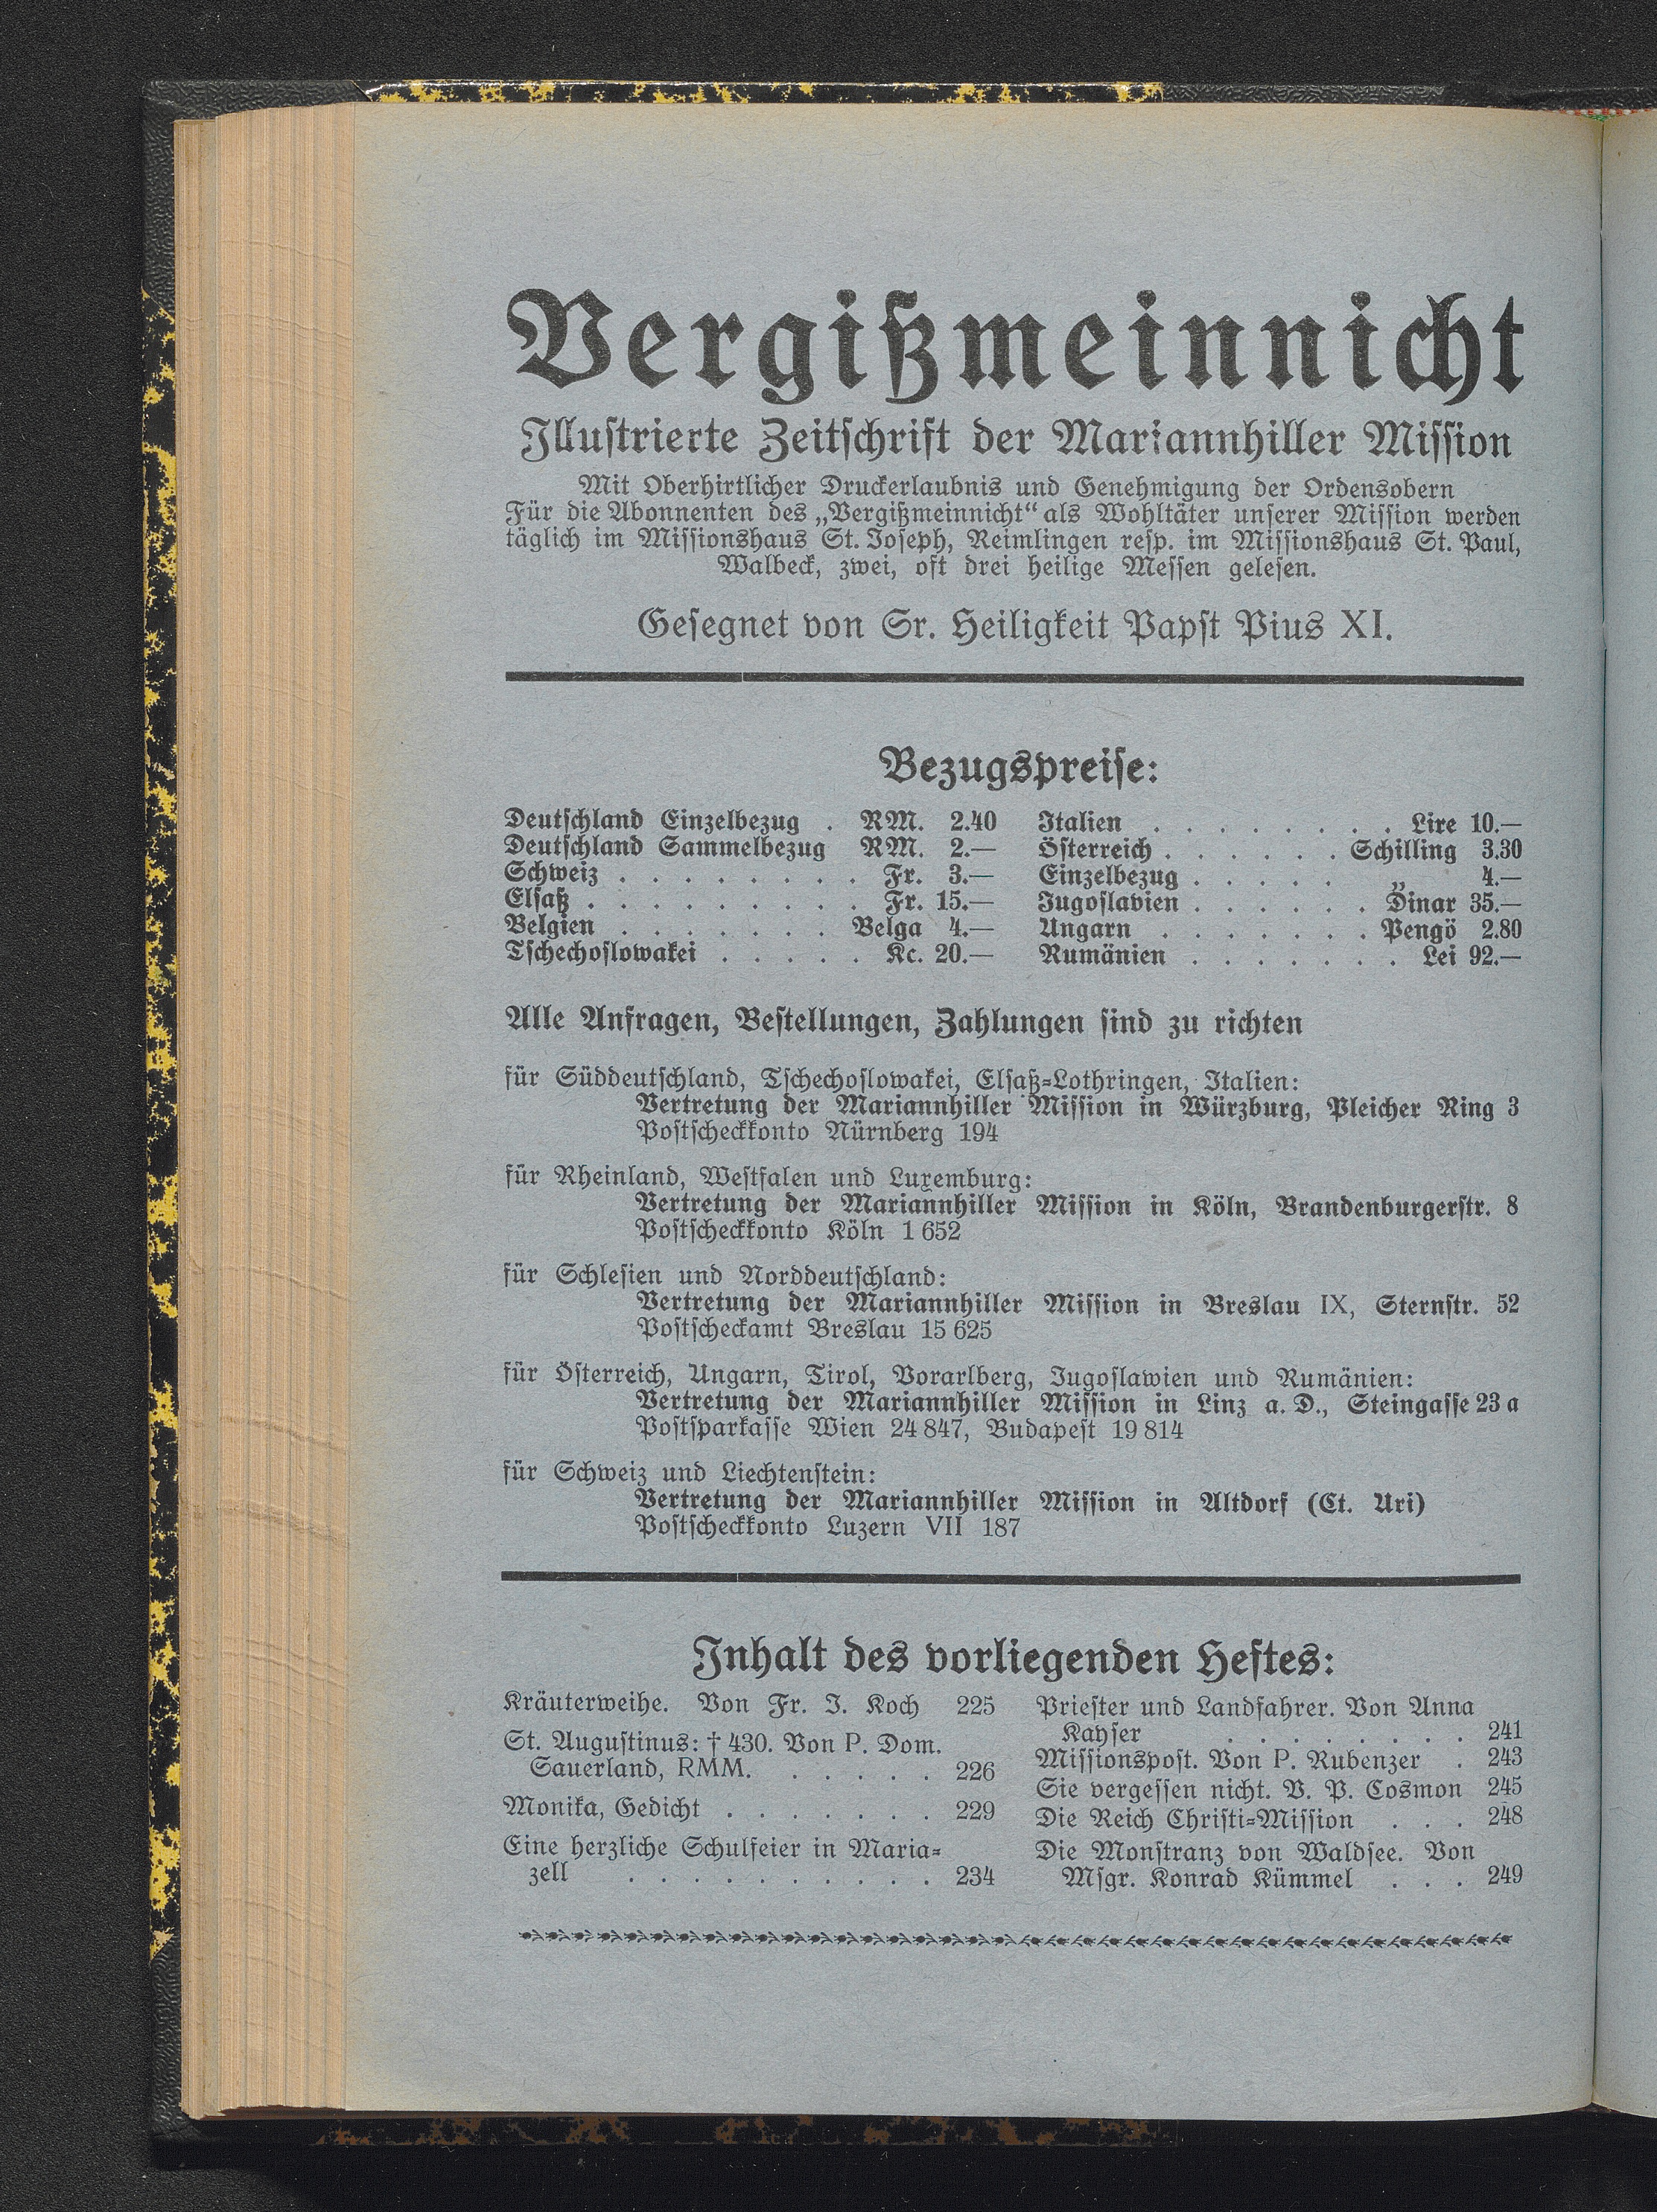 Vergißmeinnicht
Illustrierte Zeitschrift der Mariannhiller Mission
Mit Oberhirtlicher Druckerlaubnis und Genehmigung der Ordensobern
Für die Abonnenten des „Vergißmeinnicht“ als Wohltäter unserer Mission werden
täglich im Missionshaus St. Joseph, Reimlingen resp. im Missionshaus St. Paul,
Walbeck, zwei, oft drei heilige Messen gelesen.
Gesegnet von Sr. Heiligkeit Papst Pius XI.
Bezugspreise:
Deutschland Einzelbezug . RM. 2.40
Deutschland Sammelbezug RM. 2.—
Schweiz . . . . . . . . Fr. 3.—
Elsaß . . . . . . . . . Fr. 15.—
Belgien . . . . . . . Belga 4.—
Tschechoslowakei . . . . . Kc. 20.—
Italien . . . . . . . . Lire 10.—
Österreich . . . . . . Schilling 3.30
Einzelbezug . . . . . „ 4.—
Jugoslavien . . . . . . Dinar 35.—
Ungarn . . . . . . . Pengö 2.80
Rumänien . . . . . . . Lei 92.—
Alle Anfragen, Bestellungen, Zahlungen sind zu richten
für Süddeutschland, Tschechoslowakei, Elsaß-Lothringen, Italien:
Vertretung der Mariannhiller Mission in Würzburg, Pleicher Ring 3
Postscheckkonto Nürnberg 194
für Rheinland, Westfalen und Luxemburg:
Vertretung der Mariannhiller Mission in Köln, Brandenburgerstr. 8
Postscheckkonto Köln 1 652
für Schlesien und Norddeutschland:
Vertretung der Mariannhiller Mission in Breslau IX, Sternstr. 52
Postscheckamt Breslau 15 625
für Österreich, Ungarn, Tirol, Vorarlberg, Jugoslawien und Rumänien:
Vertretung der Mariannhiller Mission in Linz a. D., Steingasse 23 a
Postsparkasse Wien 24 847, Budapest 19 814
für Schweiz und Liechtenstein:
Vertretung der Mariannhiller Mission in Altdorf (Ct. Uri)
Postscheckkonto Luzern VII 187
Inhalt des vorliegenden Heftes:
Kräuterweihe. Von Fr. J. Koch 225
St. Augustinus: † 430. Von P. Dom.
Sauerland, RMM. . . . . . 226
Monika, Gedicht . . . . . . . 229
Eine herzliche Schulfeier in Maria-
zell . . . . . . . . . . 234
Priester und Landfahrer. Von Anna
Kayser . . . . . . . . 241
Missionspost. Von P. Rubenzer . 243
Sie vergessen nicht. V. P. Cosmon 245
Die Reich Christi-Mission . . . 248
Die Monstranz von Waldsee. Von
Msgr. Konrad Kümmel . . . 249